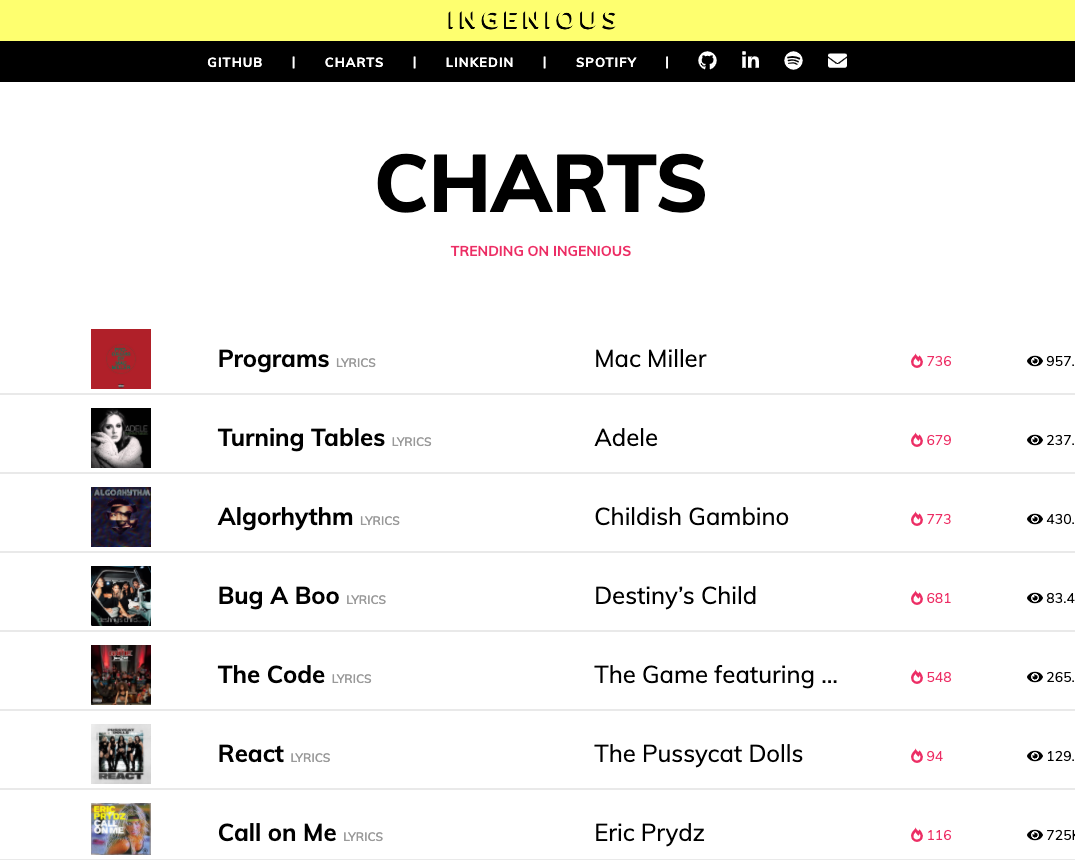 INGENIOUS
GITHUB | CHARTS | LINKEDIN | SPOTIFY |
CHARTS
TRENDING ON INGENIOUS
Programs LYRICS Mac Miller 736 957.
ADELE
Turning Tables LYRICS Adele 679 237.
ALGORHYTHM
Algorhythm LYRICS Childish Gambino 773 430.
Bug A Boo LYRICS Destiny’s Child 681 83.4
The Code LYRICS The Game featuring ... 548 265.
PUSSYCAT DOLLS
REACT
React LYRICS The Pussycat Dolls 94 129.
ERIC
PRYDZ
CALL
ON ME
Call on Me LYRICS Eric Prydz 116 725K